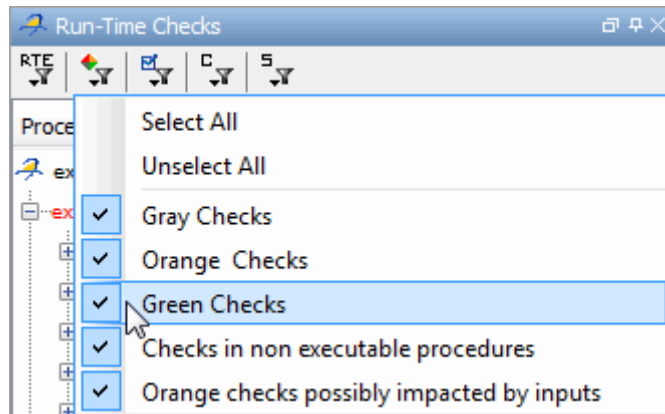 Run-Time Checks
RTE C S
Select All
Proce
Unselect All
ex
ex
Gray Checks
Orange Checks
Green Checks
Checks in non executable procedures
Orange checks possibly impacted by inputs